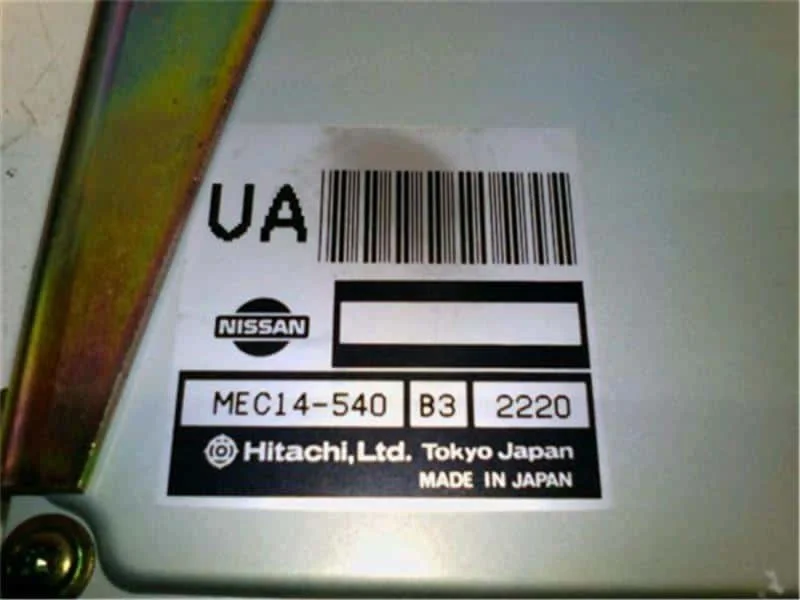 UA
NISSAN
MEC14-540 B3 2220
Hitachi, Ltd. Tokyo Japan
MADE IN JAPAN